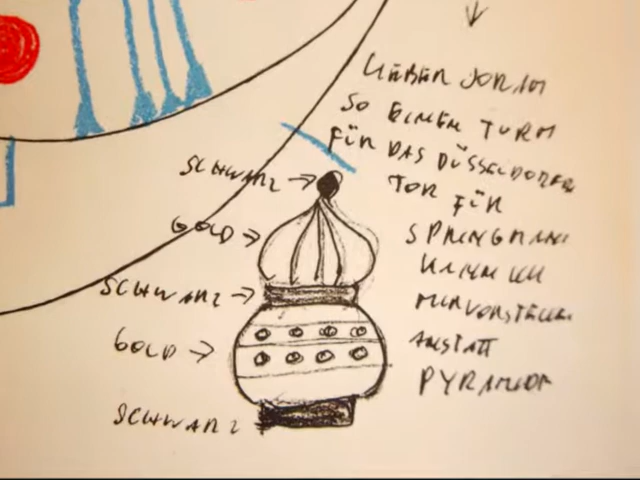 LIEBER JORAM
SO EINEN TURM
FÜR DAS DÜSSELDORFER
TOR FÜR
SPRINGMANN
KANN ICH
MIR VORSTELLEN
ANSTATT
PYRAMIDE
SCHWARZ
GOLD
SCHWARZ
GOLD
SCHWARZ